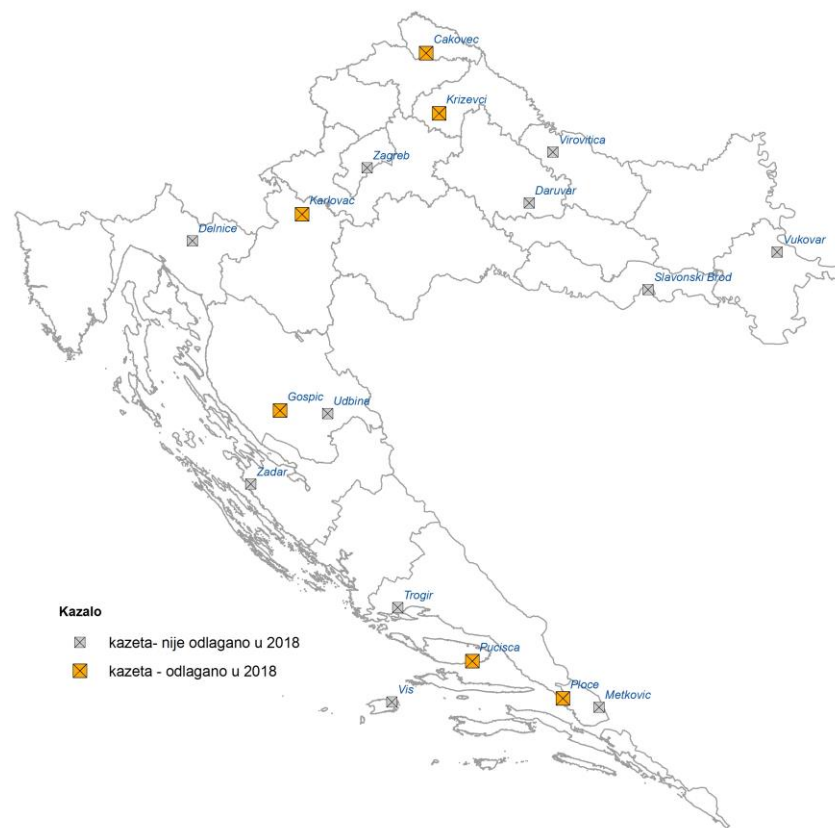 Cakovec
Krizevci
Virovitica
Zagreb
Daruvar
Karlovac
Delnice
Vukovar
Slavonski Brod
Gospic
Udbina
Zadar
Trogir
Kazalo
kazeta- nije odlagano u 2018
kazeta - odlagano u 2018
Pucisca
Vis
Ploce
Metkovic